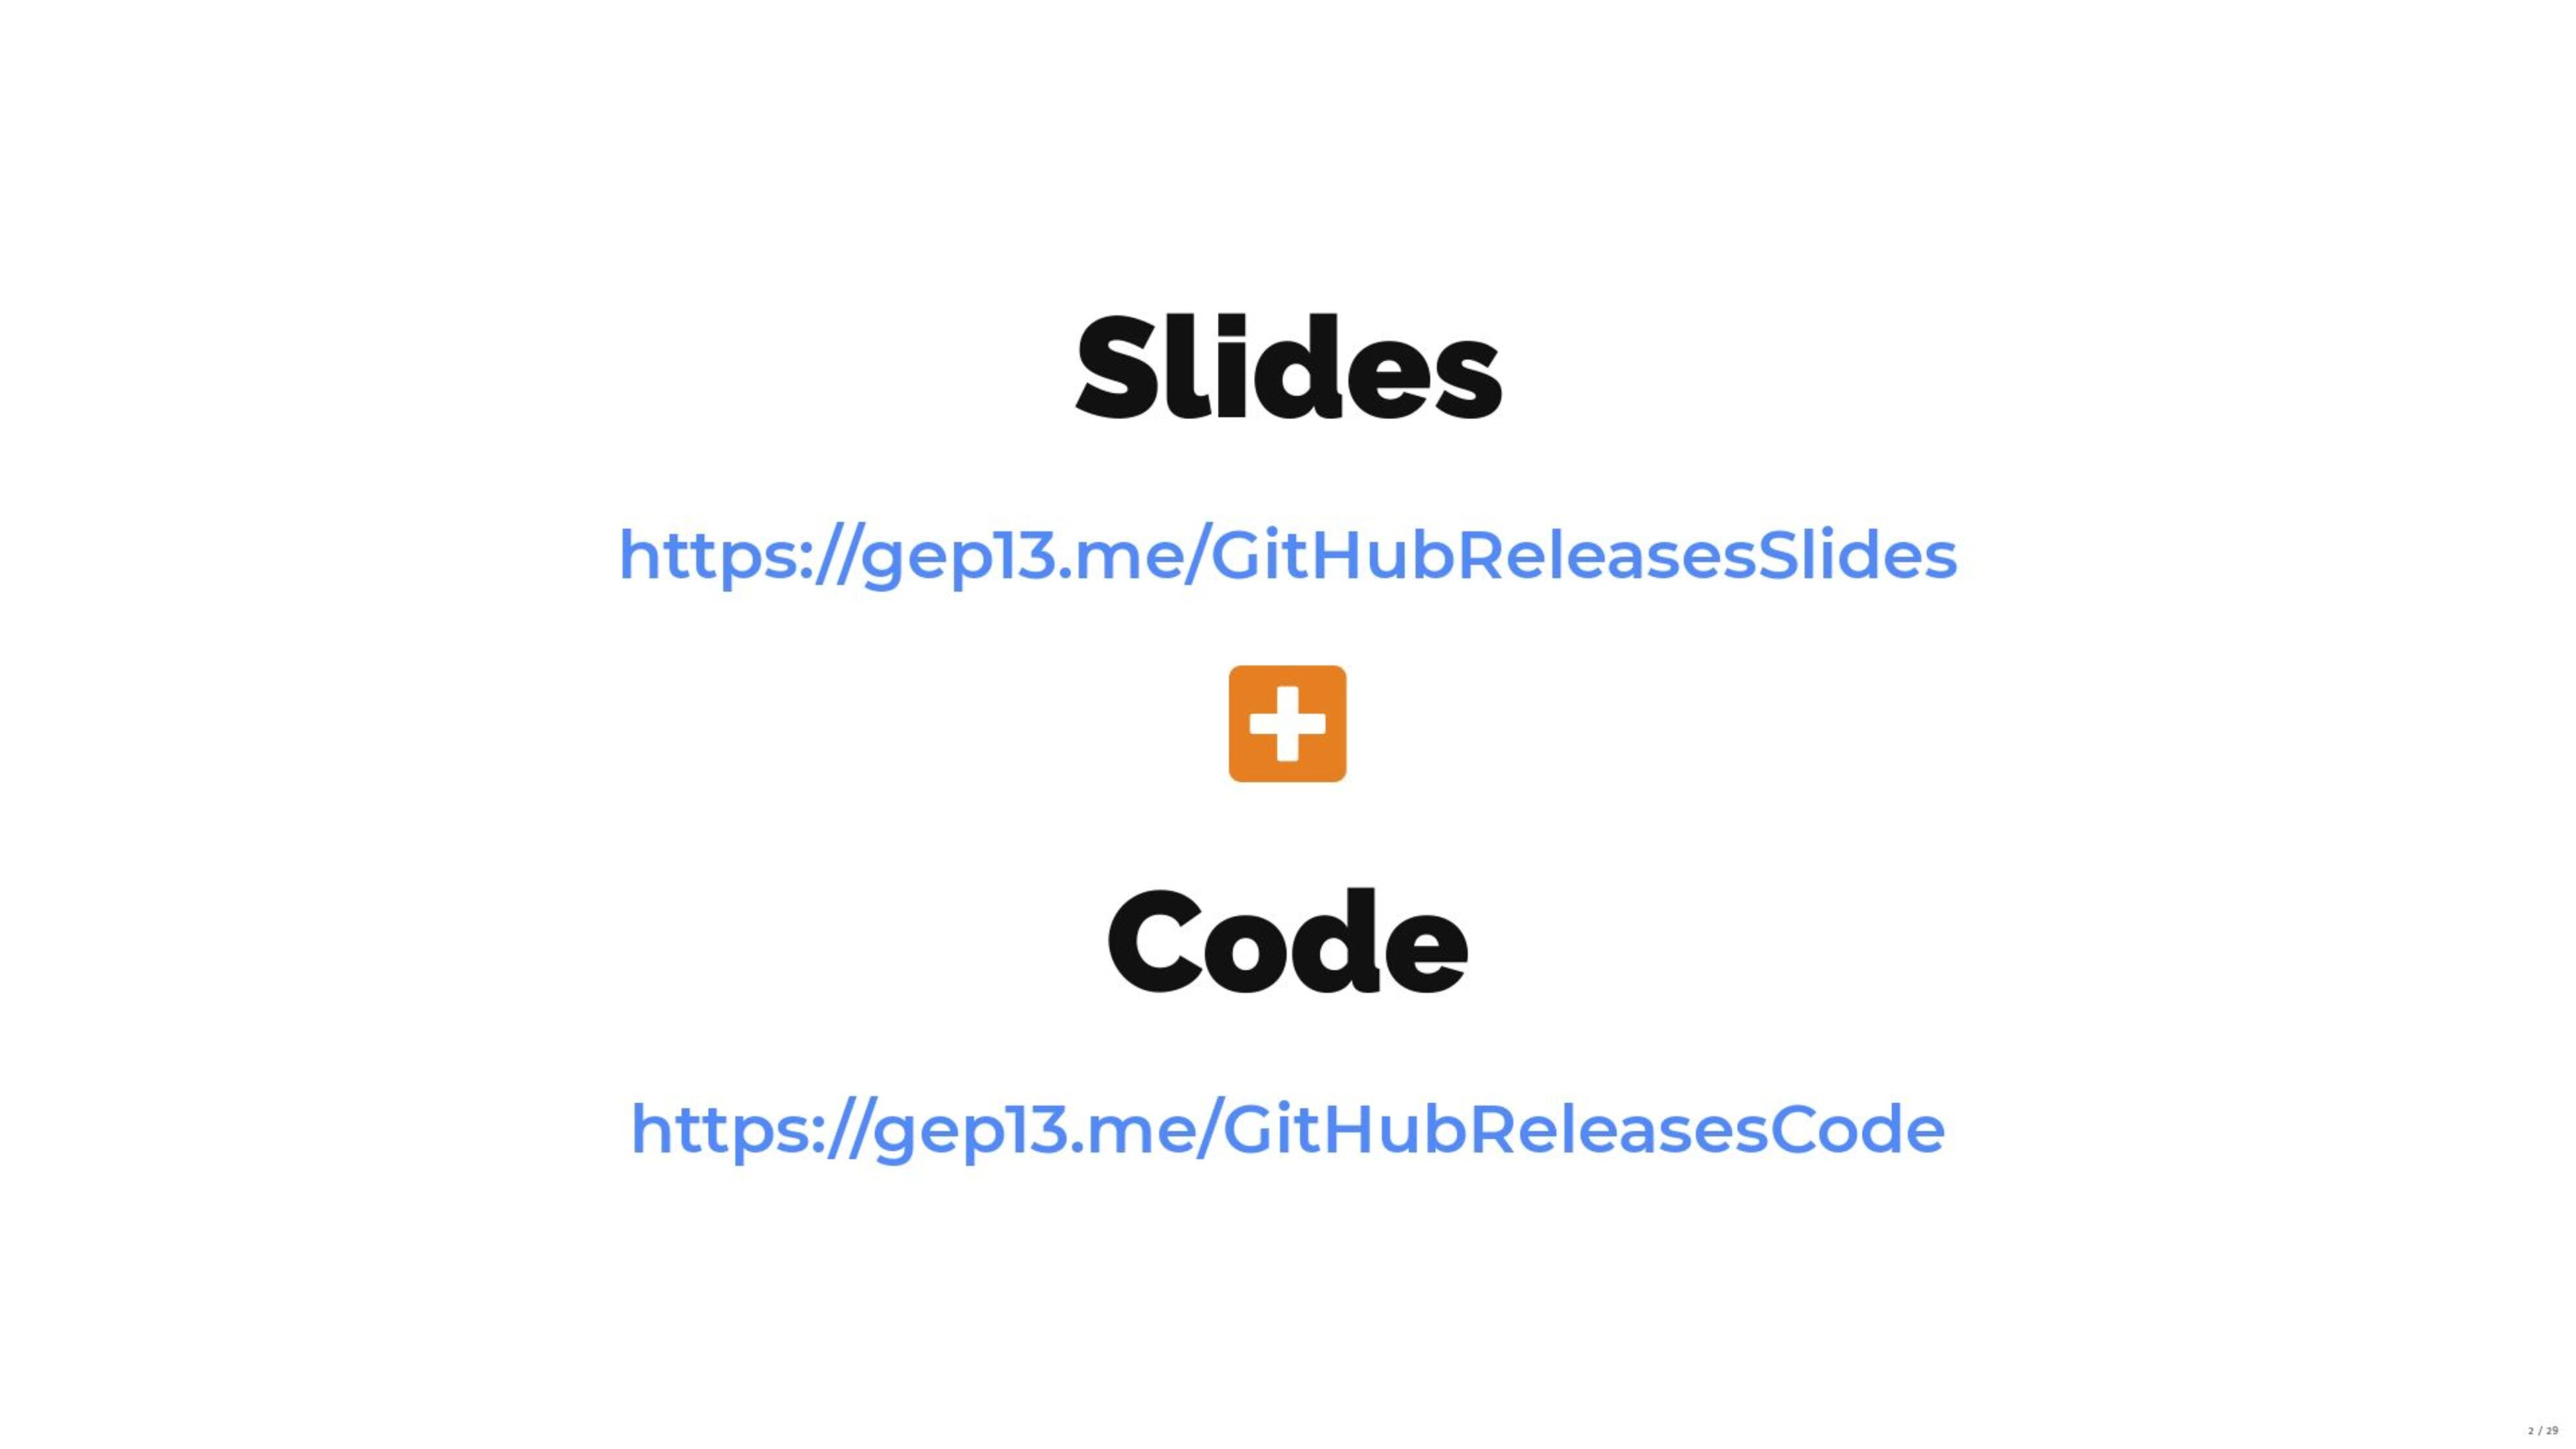 Slides
https://gep13.me/GitHubReleasesSlides
Code
https://gep13.me/GitHubReleasesCode
2 / 29